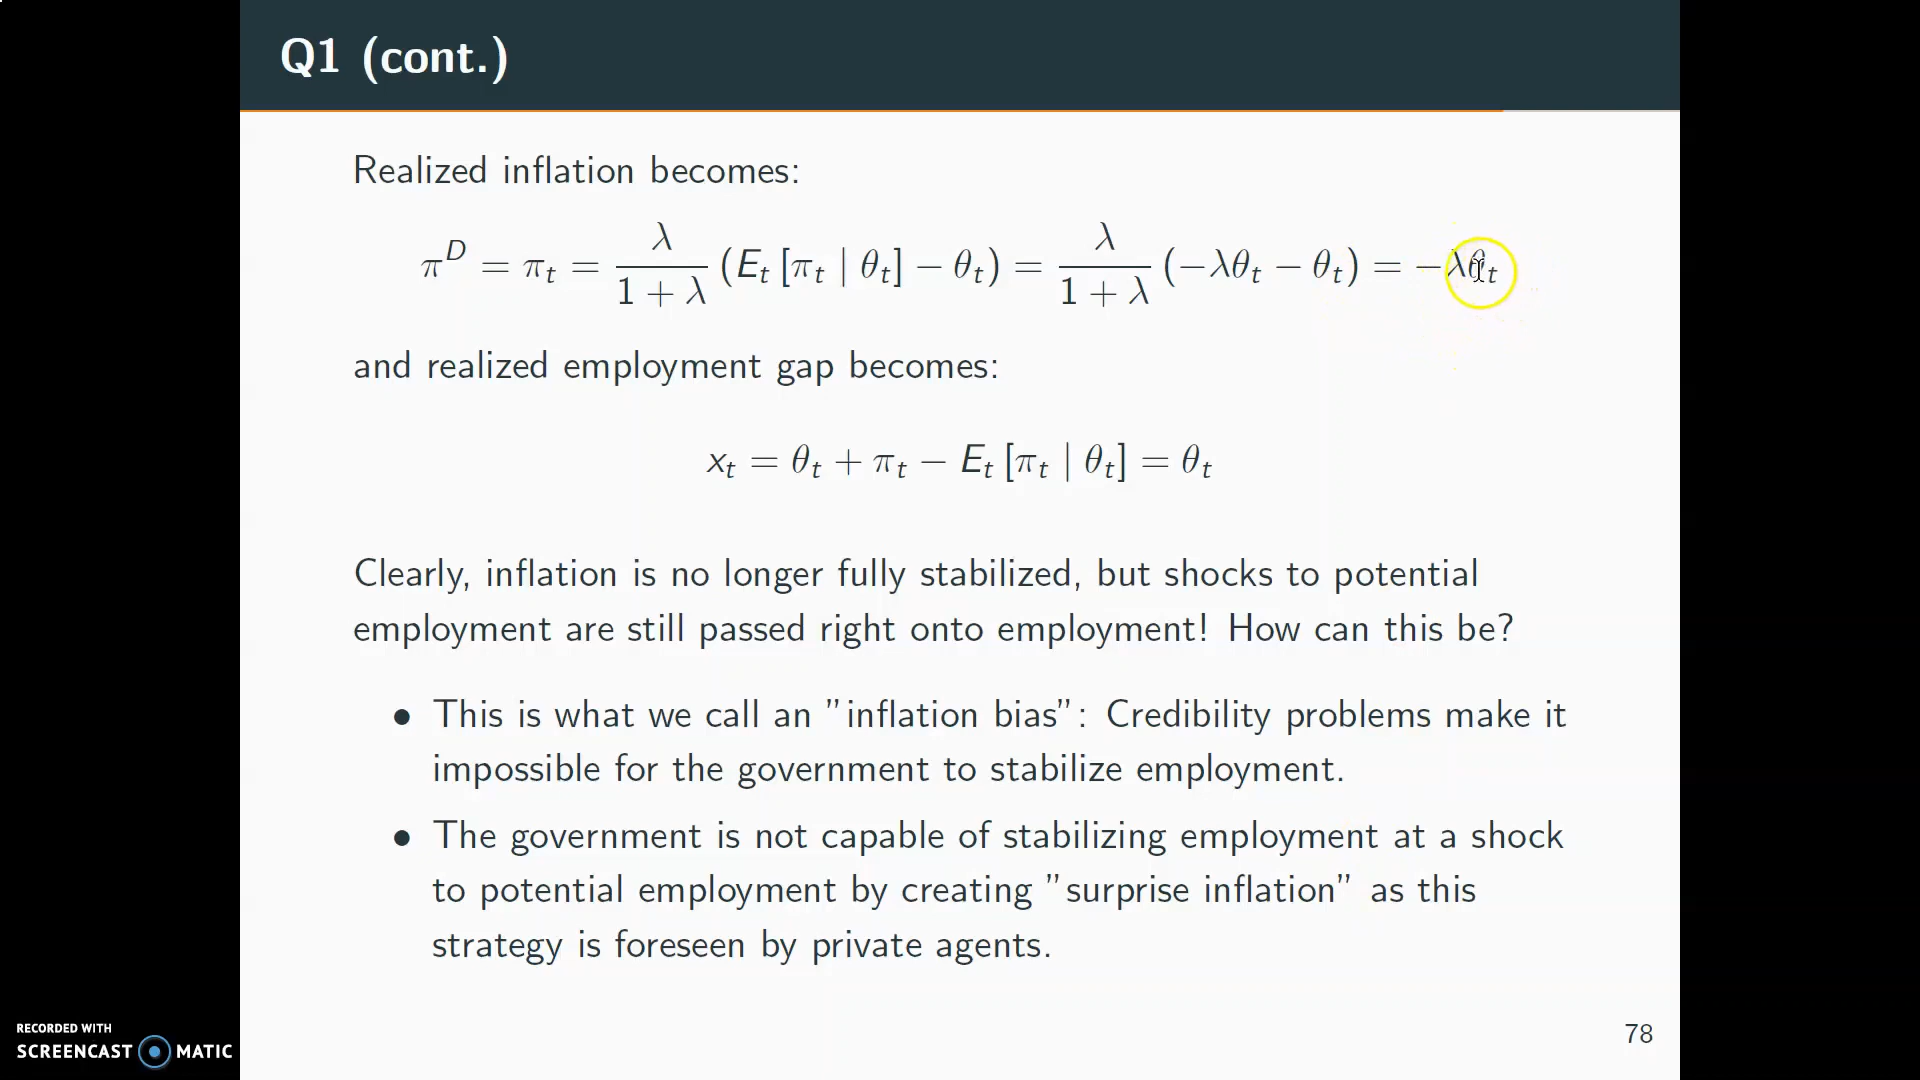 Q1 (cont.)
Realized inflation becomes:
π^D = π_t = λ/(1 + λ) (E_t [π_t | θ_t] − θ_t) = λ/(1 + λ) (−λθ_t − θ_t) = −λθ_t
and realized employment gap becomes:
x_t = θ_t + π_t − E_t [π_t | θ_t] = θ_t
Clearly, inflation is no longer fully stabilized, but shocks to potential
employment are still passed right onto employment! How can this be?
• This is what we call an ”inflation bias”: Credibility problems make it
impossible for the government to stabilize employment.
• The government is not capable of stabilizing employment at a shock
to potential employment by creating ”surprise inflation” as this
strategy is foreseen by private agents.
78
RECORDED WITH
SCREENCAST MATIC